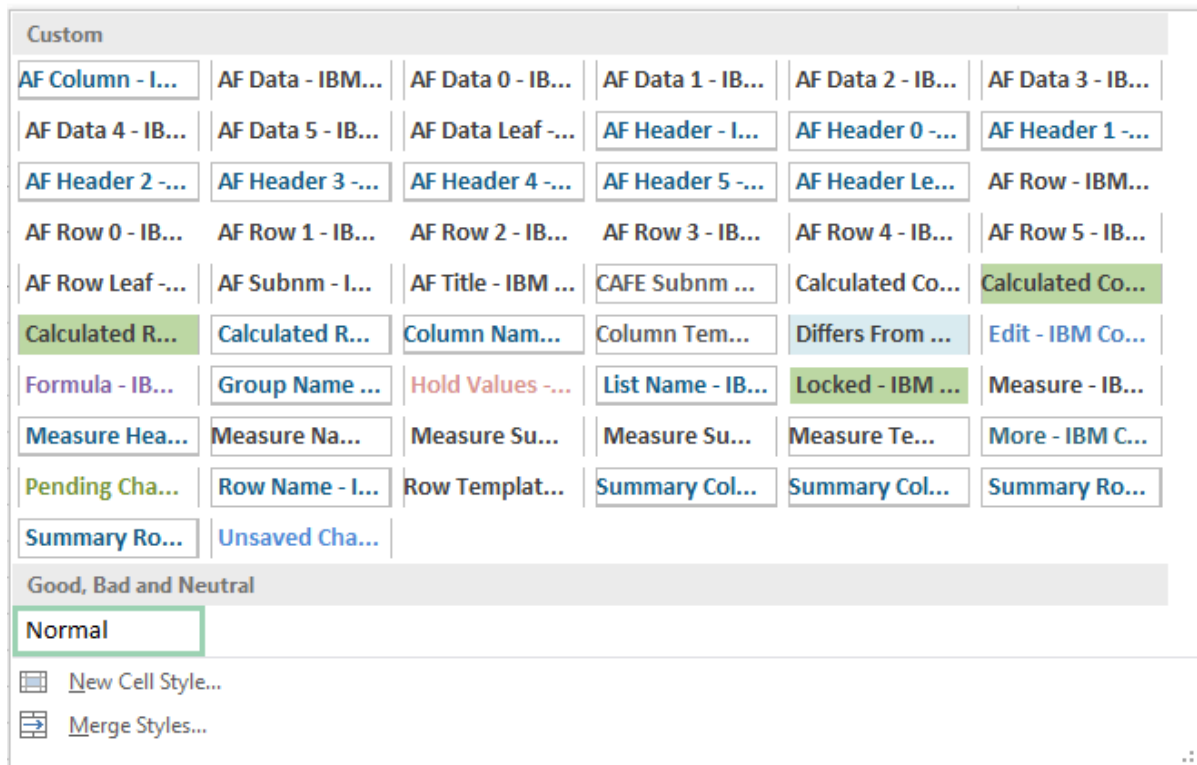 Custom
AF Column - I... AF Data - IBM... AF Data 0 - IB... AF Data 1 - IB... AF Data 2 - IB... AF Data 3 - IB...
AF Data 4 - IB... AF Data 5 - IB... AF Data Leaf -... AF Header - I... AF Header 0 -... AF Header 1 -...
AF Header 2 -... AF Header 3 -... AF Header 4 -... AF Header 5 -... AF Header Le... AF Row - IBM...
AF Row 0 - IB... AF Row 1 - IB... AF Row 2 - IB... AF Row 3 - IB... AF Row 4 - IB... AF Row 5 - IB...
AF Row Leaf -... AF Subnm - I... AF Title - IBM ... CAFE Subnm ... Calculated Co... Calculated Co...
Calculated R... Calculated R... Column Nam... Column Tem... Differs From ... Edit - IBM Co...
Formula - IB... Group Name ... Hold Values -... List Name - IB... Locked - IBM ... Measure - IB...
Measure Hea... Measure Na... Measure Su... Measure Su... Measure Te... More - IBM C...
Pending Cha... Row Name - I... Row Templat... Summary Col... Summary Col... Summary Ro...
Summary Ro... Unsaved Cha...
Good, Bad and Neutral
Normal
New Cell Style...
Merge Styles...